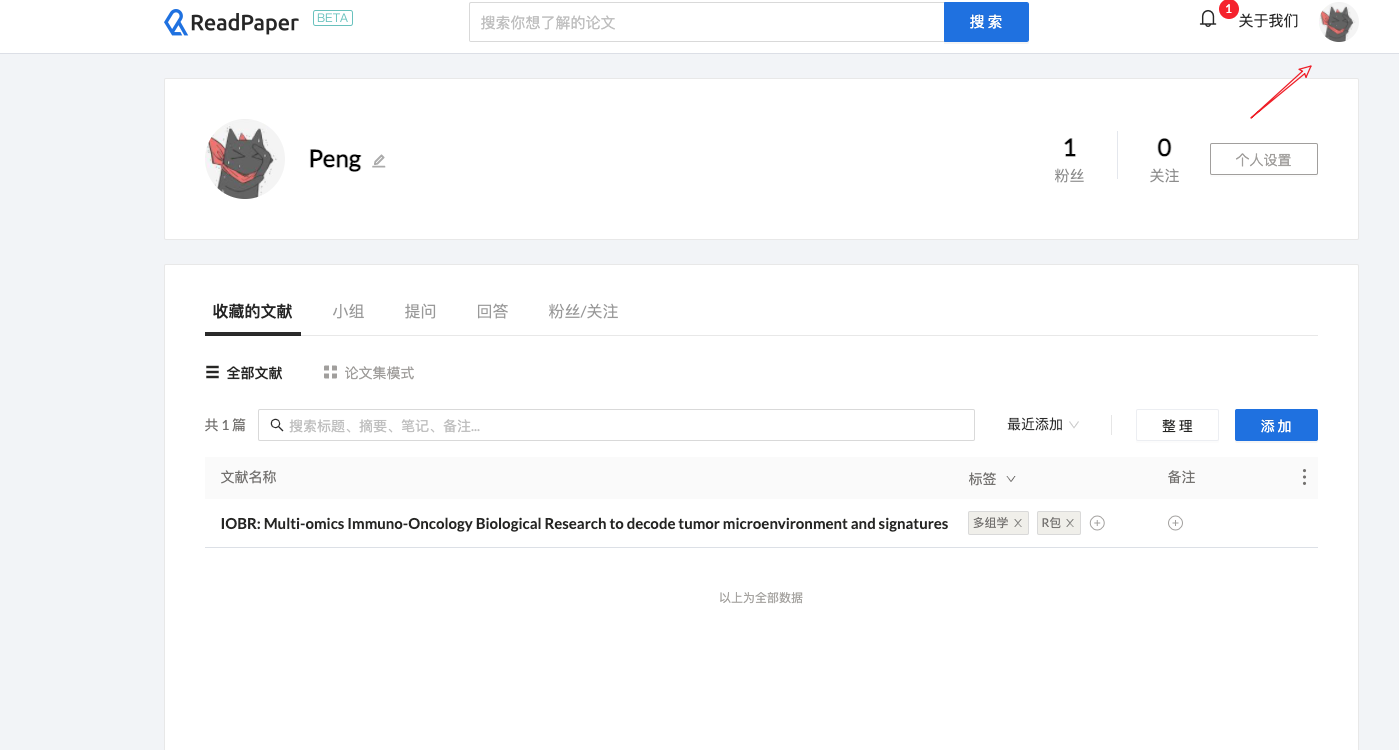 ReadPaper BETA 搜索你想了解的论文 搜 索 1 关于我们
Peng
1 0
粉丝 关注 个人设置
收藏的文献 小组 提问 回答 粉丝/关注
全部文献 论文集模式
共 1 篇 搜索标题、摘要、笔记、备注... 最近添加 整 理 添 加
文献名称 标签 备注
IOBR: Multi-omics Immuno-Oncology Biological Research to decode tumor microenvironment and signatures 多组学 R包
以上为全部数据